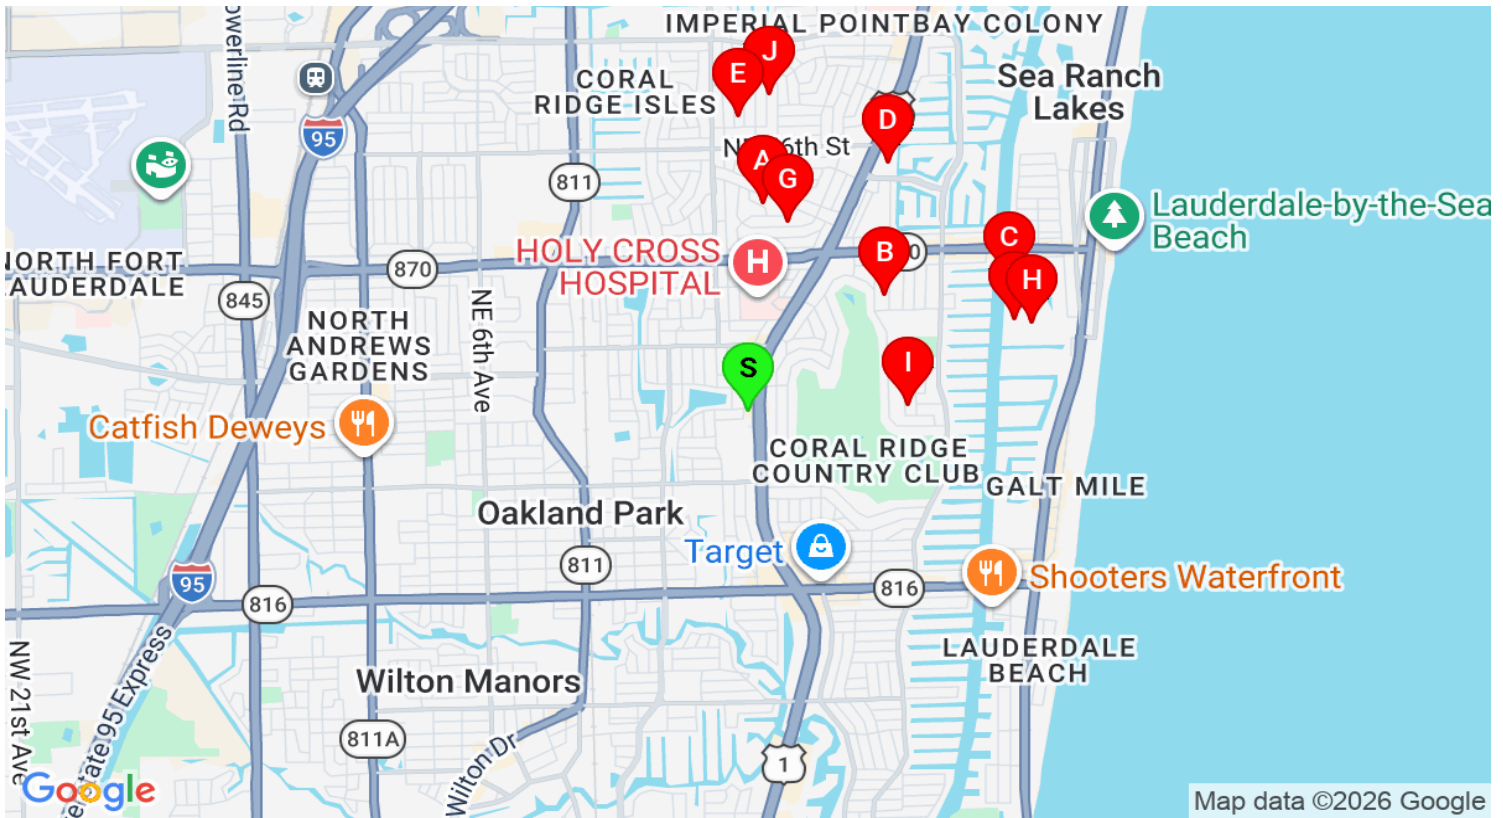 IMPERIAL POINT
BAY COLONY
J
E
CORAL
RIDGE ISLES
Sea Ranch
Lakes
95
D
6th St
811
A
G
Lauderdale-by-the-Sea
Beach
C
B
HOLY CROSS
HOSPITAL
H
870
H
NORTH FORT
LAUDERDALE
845
NORTH
ANDREWS
GARDENS
NE 6th Ave
S
I
Catfish Deweys
CORAL RIDGE
COUNTRY CLUB
GALT MILE
Oakland Park
Target
811
95
816
816
Shooters Waterfront
LAUDERDALE
BEACH
NW 21st Ave
Wilton Manors
811A
Wilton Dr
1
Google
Map data ©2026 Google